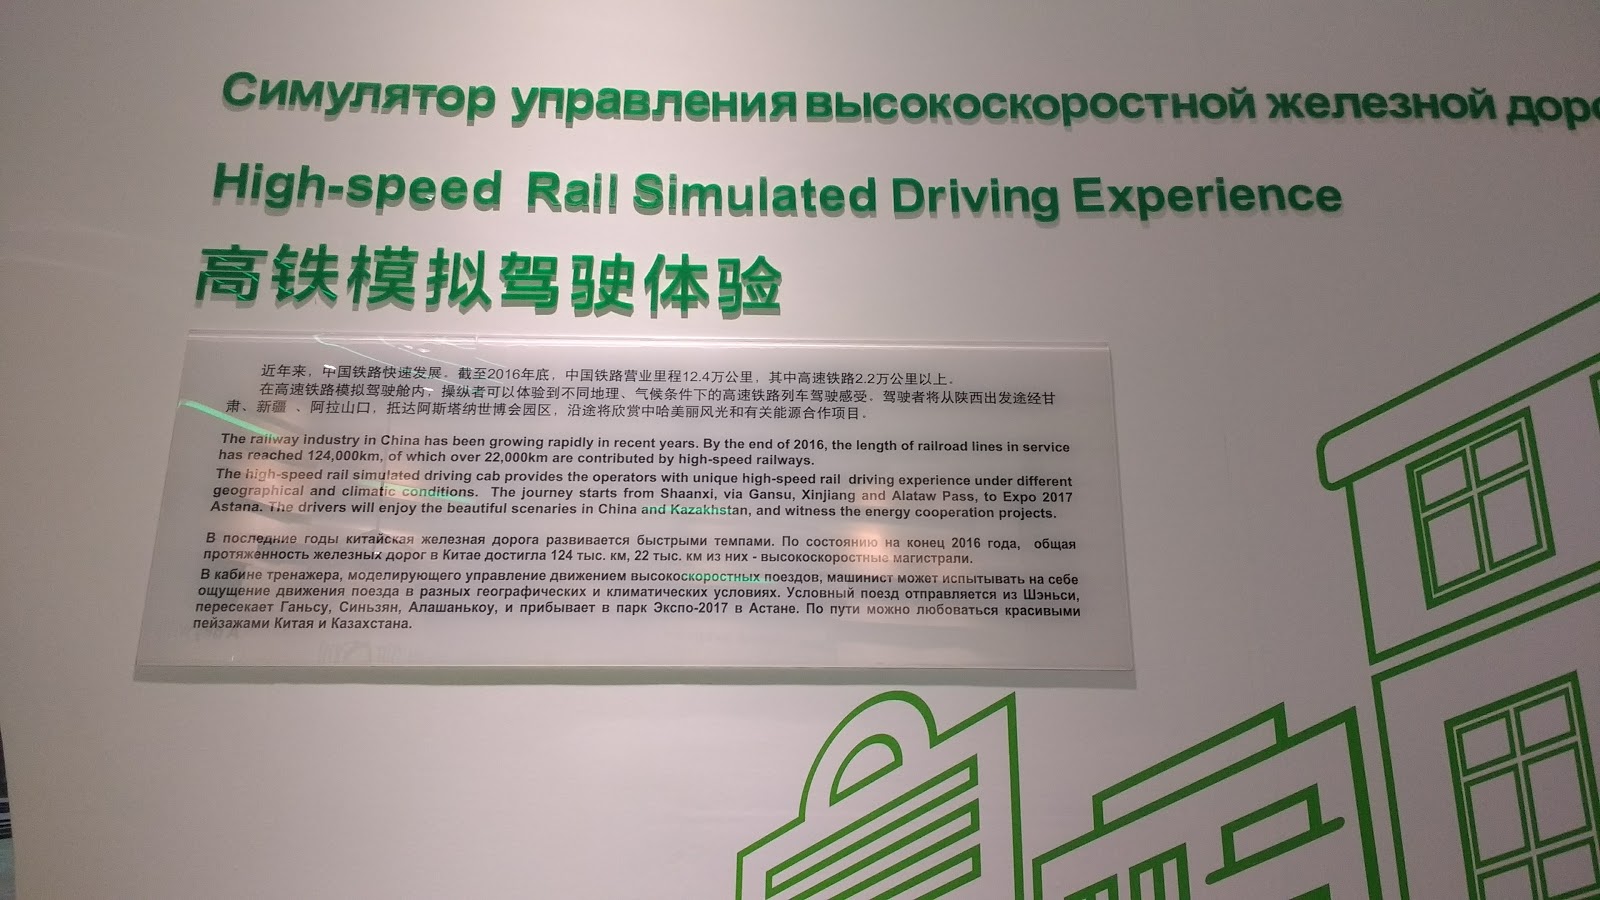 Симулятор управления высокоскоростной железной
High-speed Rail Simulated Driving Experience
高铁模拟驾驶体验
近年来，中国铁路快速发展。截至2016年底，中国铁路营业里程12.4万公里，其中高速铁路2.2万公里以上。
在高速铁路模拟驾驶舱内，操纵者可以体验到不同地理、气候条件下的高速铁路列车驾驶感受。驾驶者将从陕西出发途经甘
肃、新疆 、阿拉山口，抵达阿斯塔纳世博会园区，沿途将欣赏中哈美丽风光和有关能源合作项目。
The railway industry in China has been growing rapidly in recent years. By the end of 2016, the length of railroad lines in service
has reached 124,000km, of which over 22,000km are contributed by high-speed railways.
The high-speed rail simulated driving cab provides the operators with unique high-speed rail driving experience under different
geographical and climatic conditions. The journey starts from Shaanxi, via Gansu, Xinjiang and Alataw Pass, to Expo 2017
Astana. The drivers will enjoy the beautiful scenaries in China and Kazakhstan, and witness the energy cooperation projects.
В последние годы китайская железная дорога развивается быстрыми темпами. По состоянию на конец 2016 года, общая
протяженность железных дорог в Китае достигла 124 тыс. км, 22 тыс. км из них - высокоскоростные магистрали.
В кабине тренажера, моделирующего управление движением высокоскоростных поездов, машинист может испытывать на себе
ощущение движения поезда в разных географических и климатических условиях. Условный поезд отправляется из Шэньси,
пересекает Ганьсу, Синьзян, Алашанькоу, и прибывает в парк Экспо-2017 в Астане. По пути можно любоваться красивыми
пейзажами Китая и Казахстана.